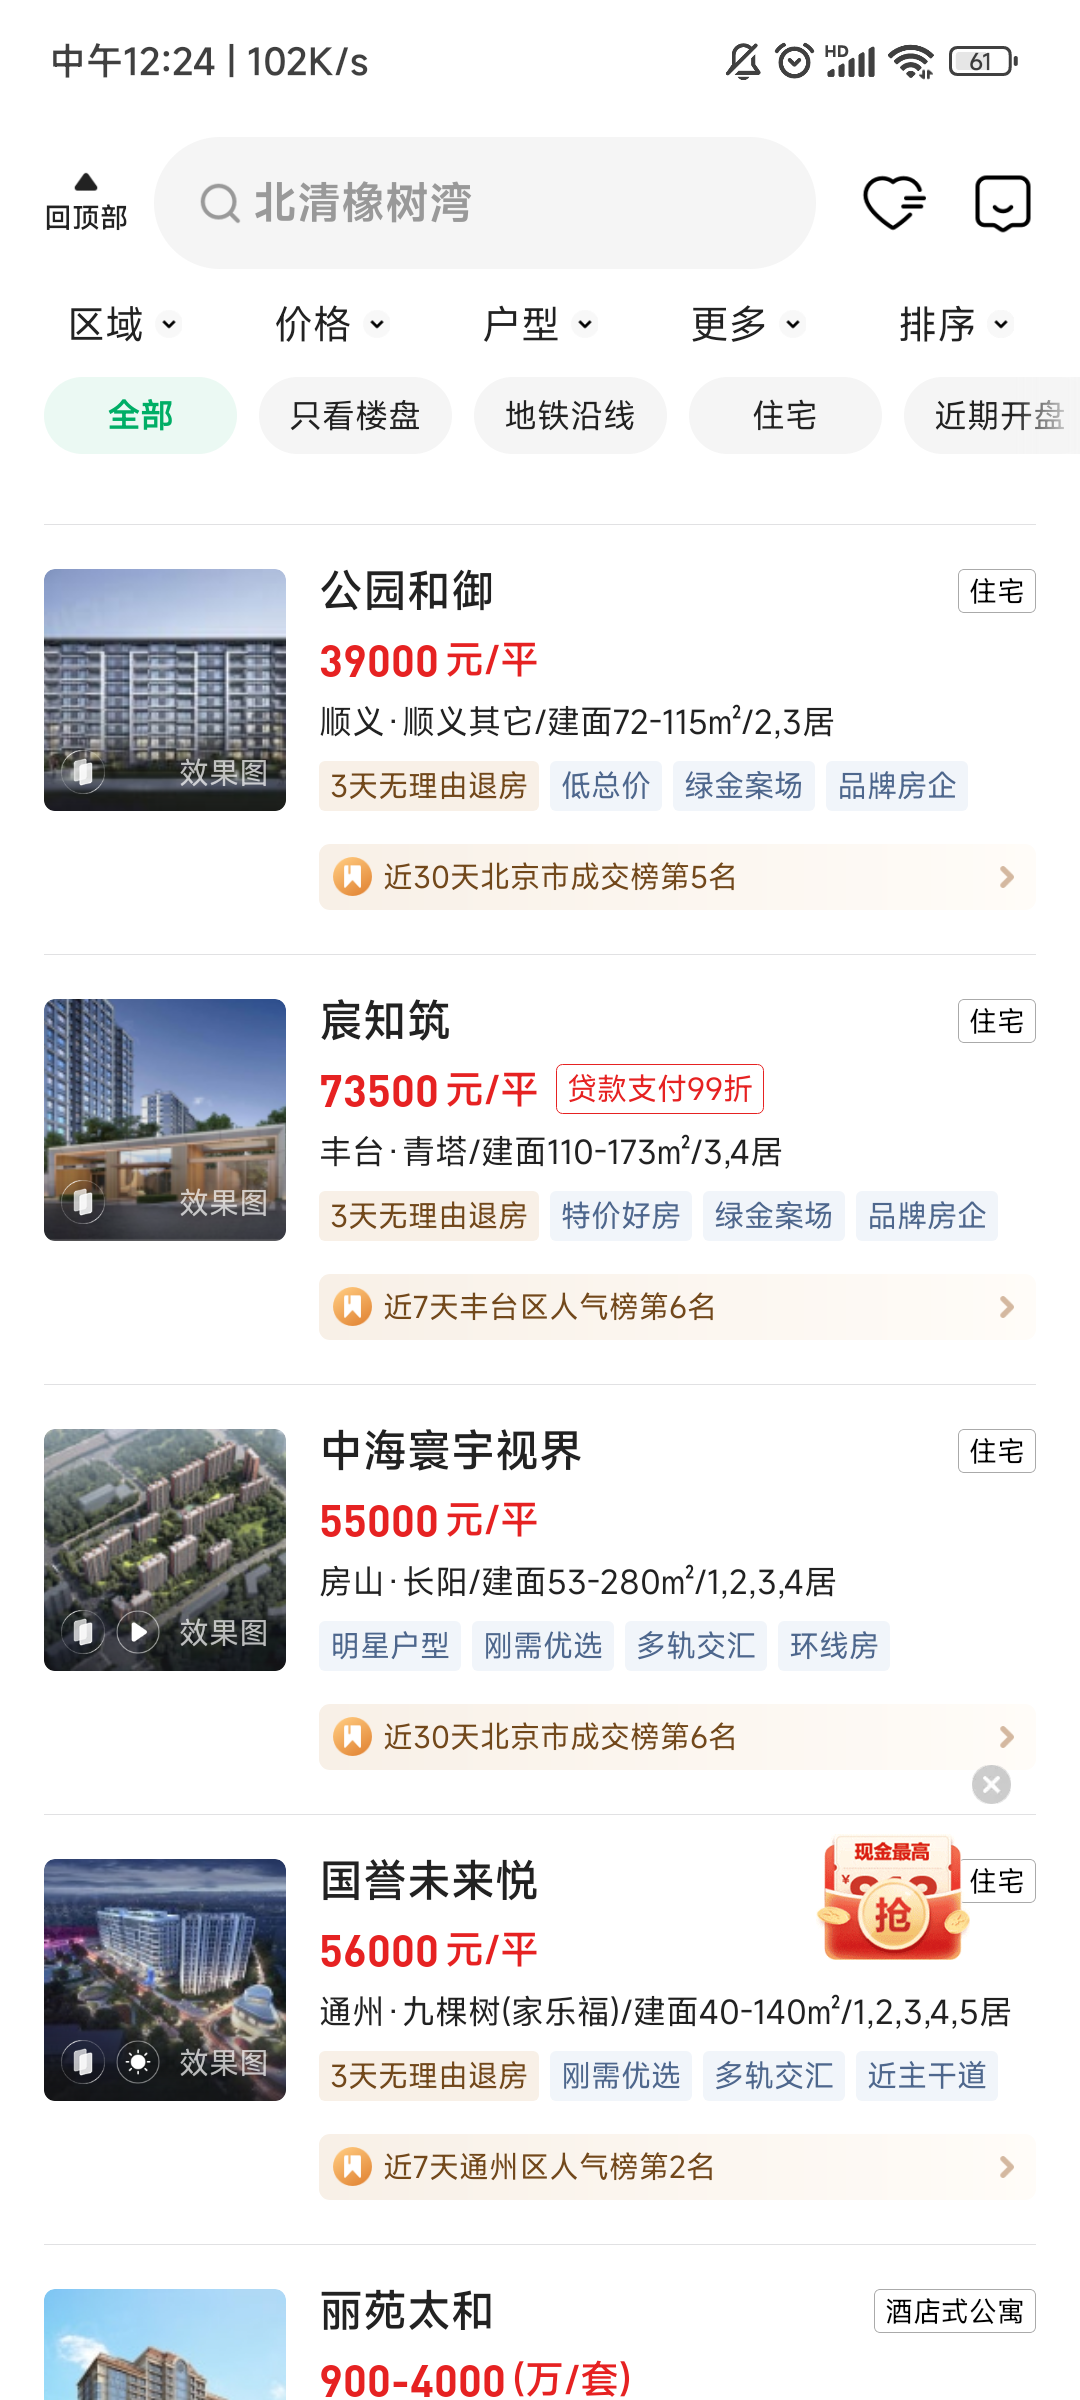 中午12:24 | 102K/s
HD
61
回顶部
北清橡树湾
区域 价格 户型 更多 排序
全部 只看楼盘 地铁沿线 住宅 近期开盘
公园和御 住宅
39000 元/平
顺义·顺义其它/建面72-115㎡/2,3居
效果图
3天无理由退房 低总价 绿金案场 品牌房企
近30天北京市成交榜第5名
宸知筑 住宅
73500 元/平 贷款支付99折
丰台·青塔/建面110-173㎡/3,4居
效果图
3天无理由退房 特价好房 绿金案场 品牌房企
近7天丰台区人气榜第6名
中海寰宇视界 住宅
55000 元/平
房山·长阳/建面53-280㎡/1,2,3,4居
效果图
明星户型 刚需优选 多轨交汇 环线房
近30天北京市成交榜第6名
现金最高
¥
抢
国誉未来悦 住宅
56000 元/平
通州·九棵树(家乐福)/建面40-140㎡/1,2,3,4,5居
效果图
3天无理由退房 刚需优选 多轨交汇 近主干道
近7天通州区人气榜第2名
丽苑太和 酒店式公寓
900-4000 (万/套)